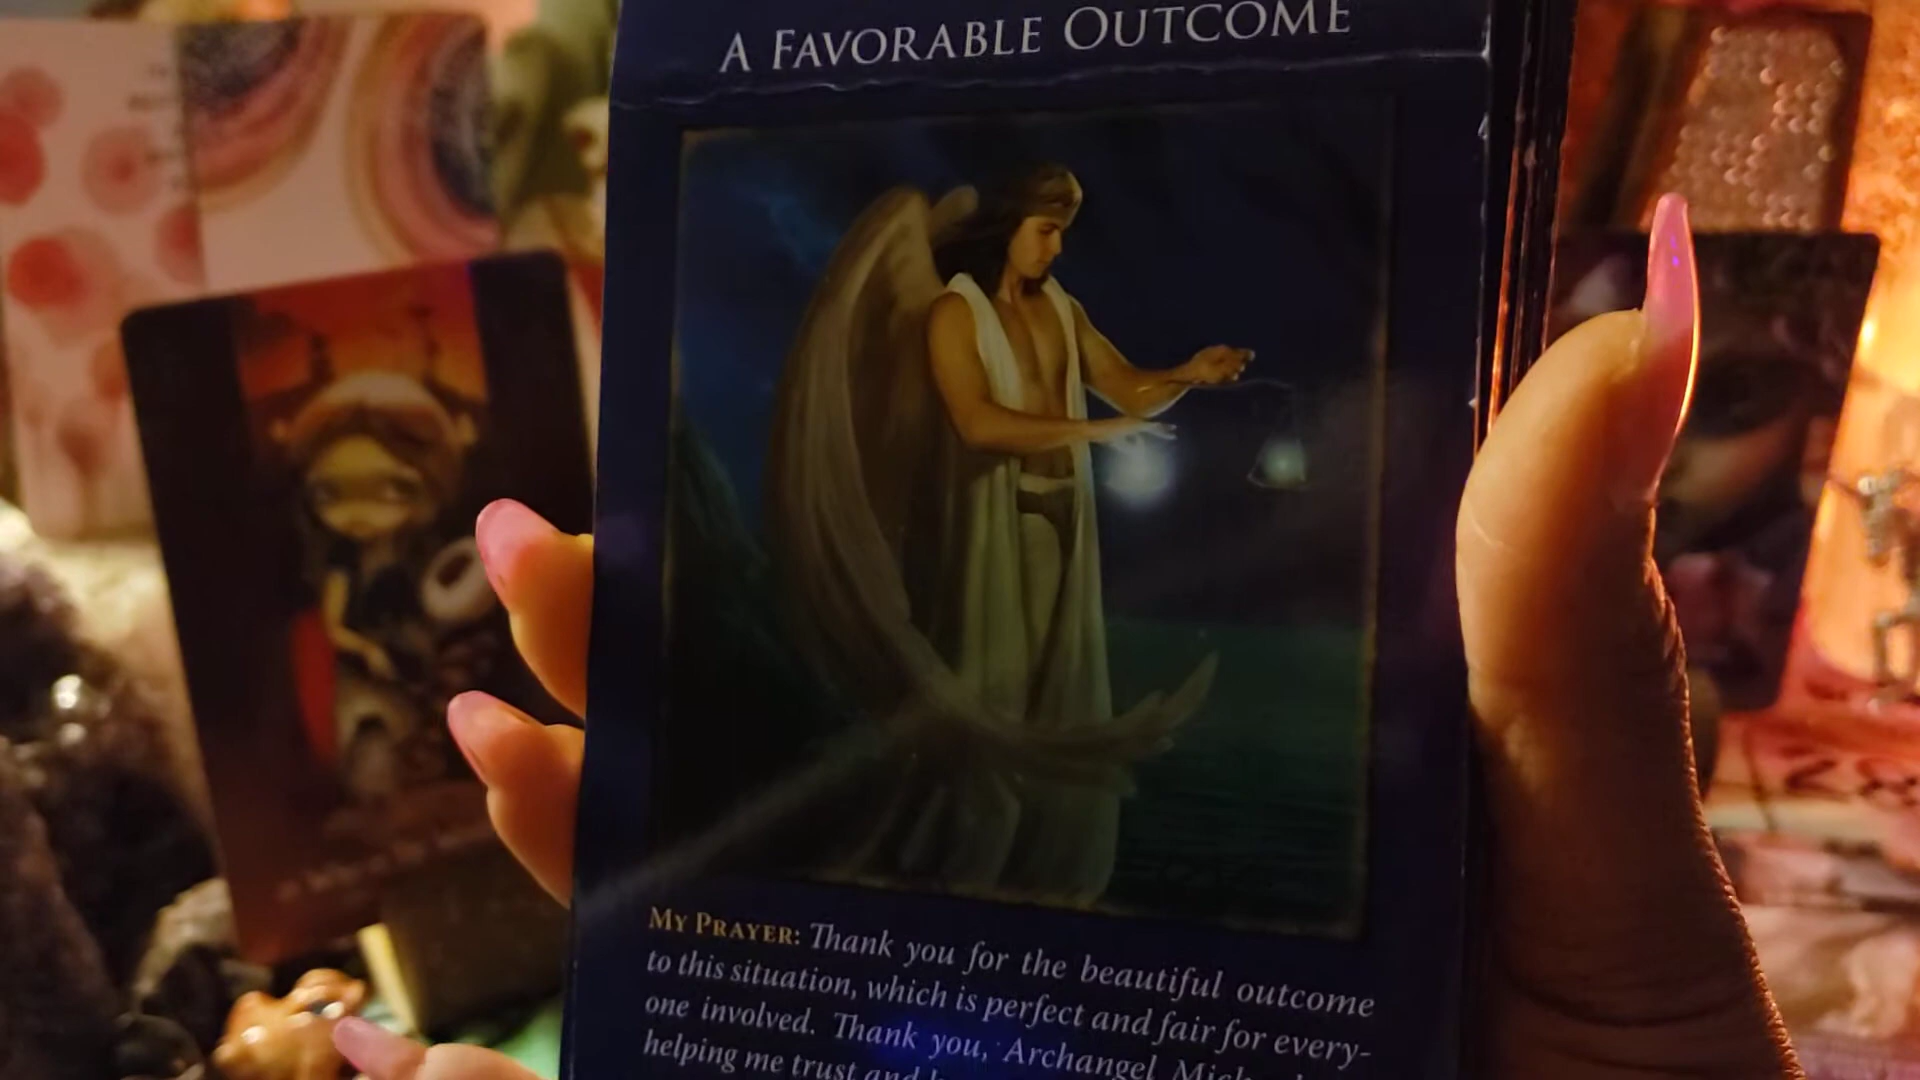 A FAVORABLE OUTCOME
MY PRAYER: Thank you for the beautiful outcome
to this situation, which is perfect and fair for every-
one involved. Thank you, Archangel
helping me trust and